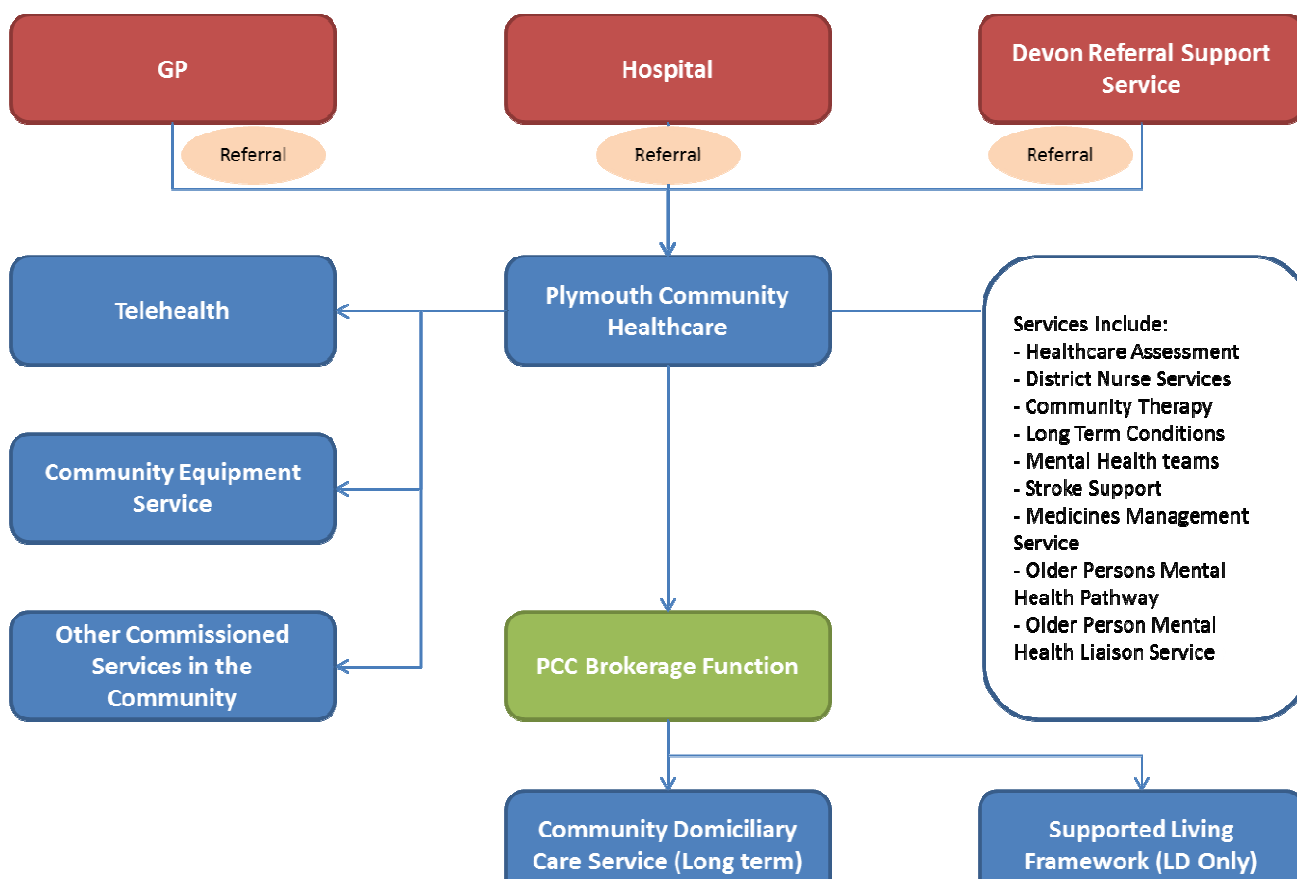 GP
Hospital
Devon Referral Support
Service
Referral
Referral
Referral
Telehealth
Plymouth Community
Healthcare
Services Include:
- Healthcare Assessment
- District Nurse Services
- Community Therapy
- Long Term Conditions
- Mental Health teams
- Stroke Support
- Medicines Management
Service
- Older Persons Mental
Health Pathway
- Older Person Mental
Health Liaison Service
Community Equipment
Service
Other Commissioned
Services in the
Community
PCC Brokerage Function
Community Domiciliary
Care Service (Long term)
Supported Living
Framework (LD Only)